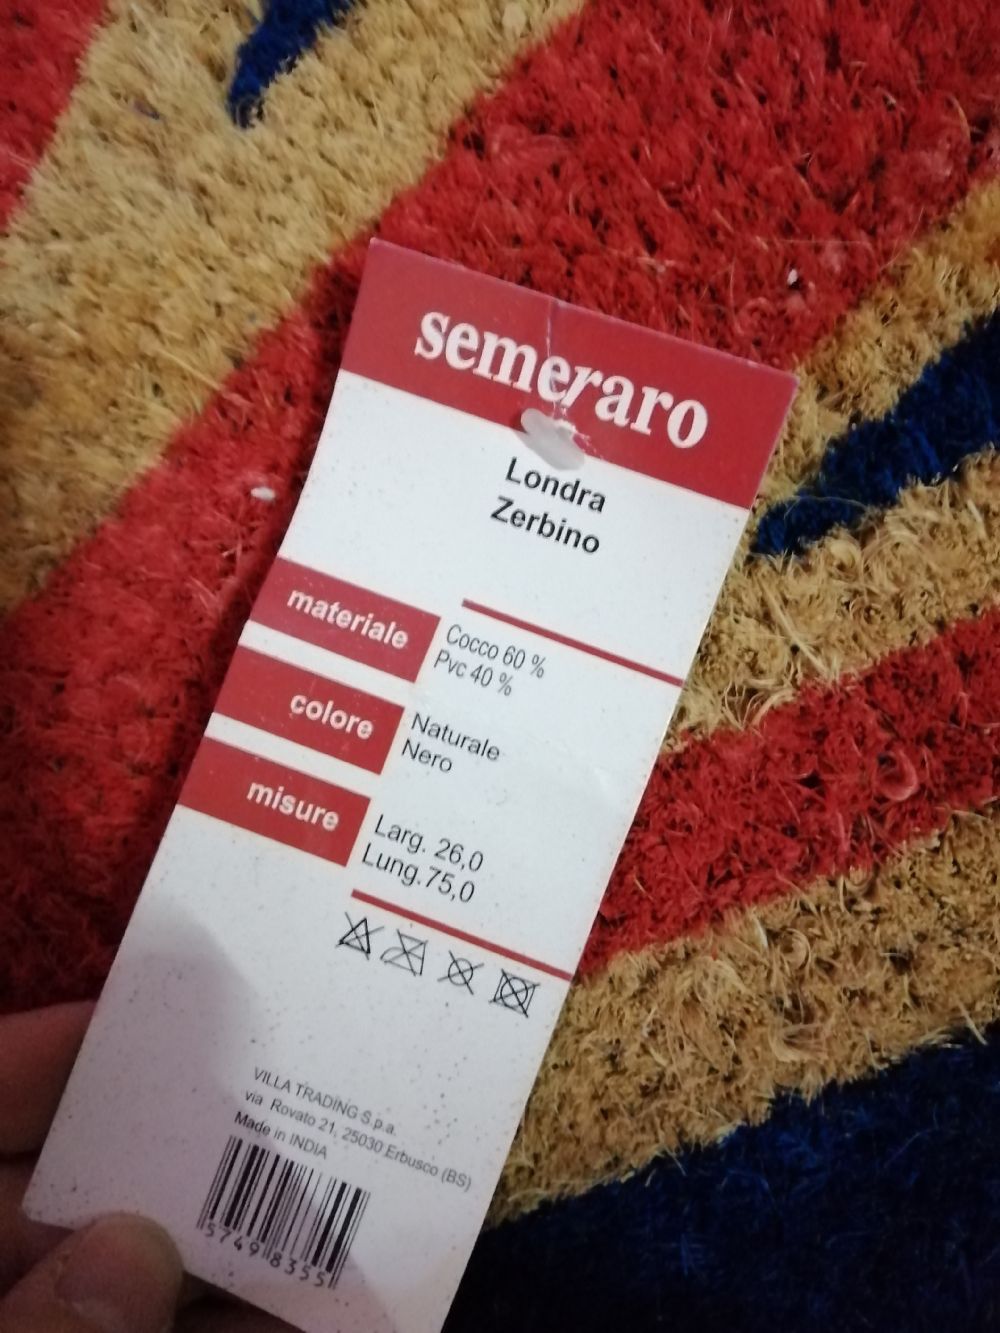 semeraro
Londra
Zerbino
materiale
Cocco 60 %
Pvc 40 %
colore
Naturale
Nero
misure
Larg. 26,0
Lung.75,0
VILLA TRADING S.p.a.
via Rovato 21, 25030 Erbusco (BS)
Made in INDIA
57498355